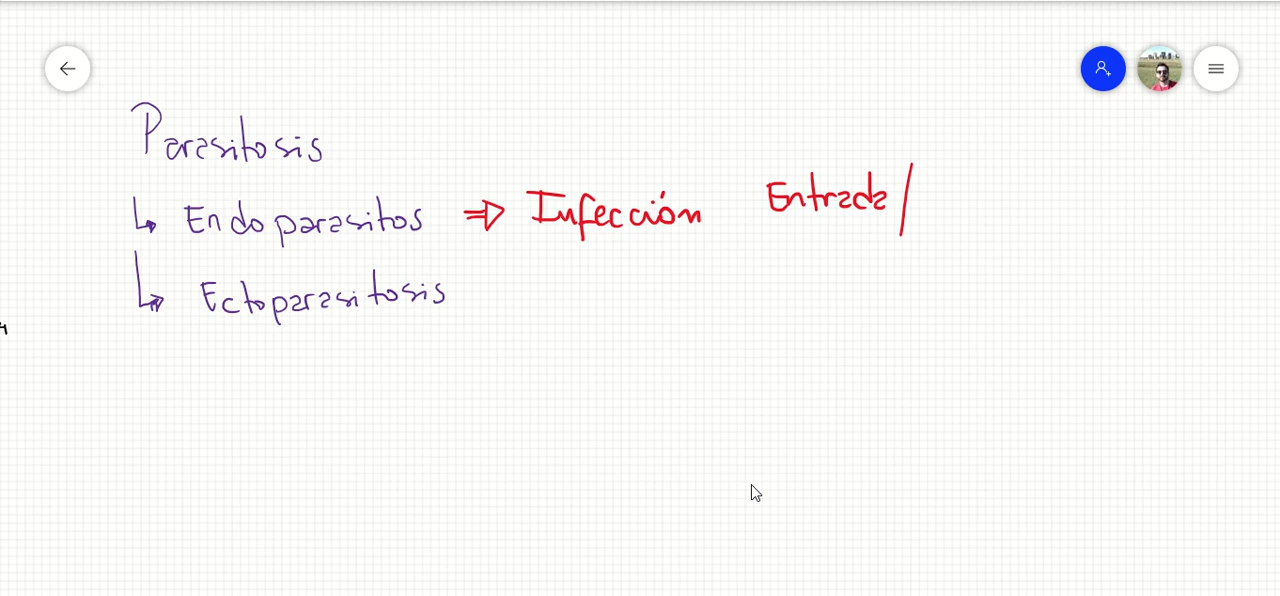 Parasitosis
↳ Endoparasitos ⇒ Infección Entrada /
↳ Ectoparasitosis